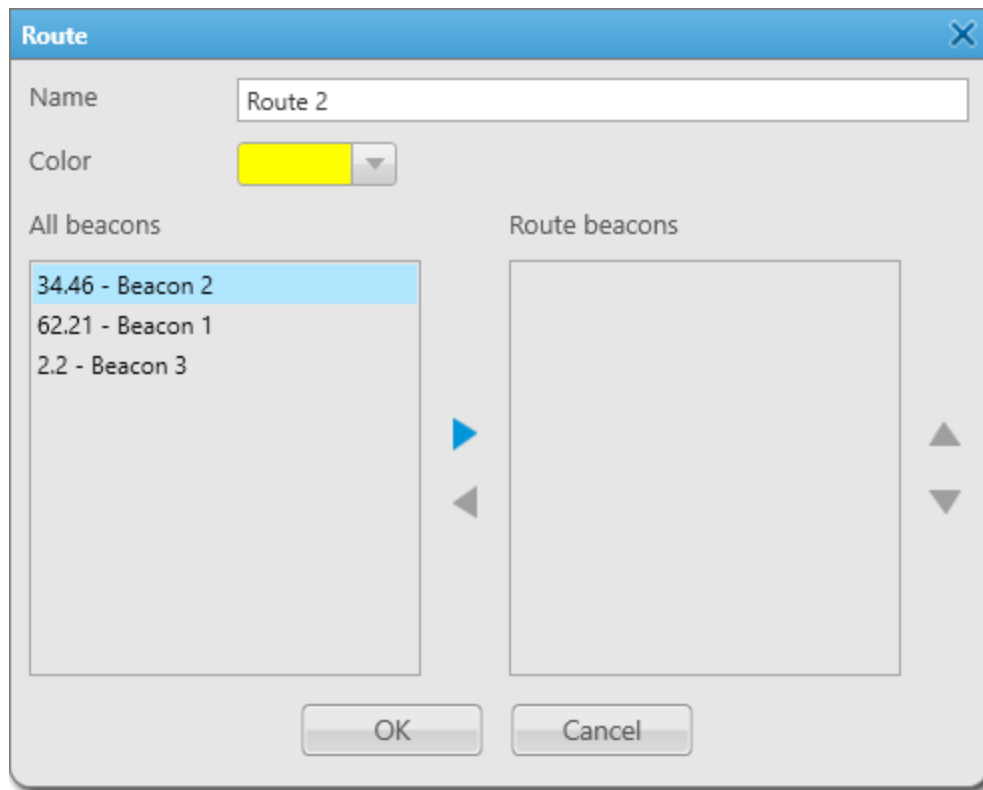 Route
Name
Route 2
Color
All beacons
Route beacons
34.46 - Beacon 2
62.21 - Beacon 1
2.2 - Beacon 3
OK
Cancel